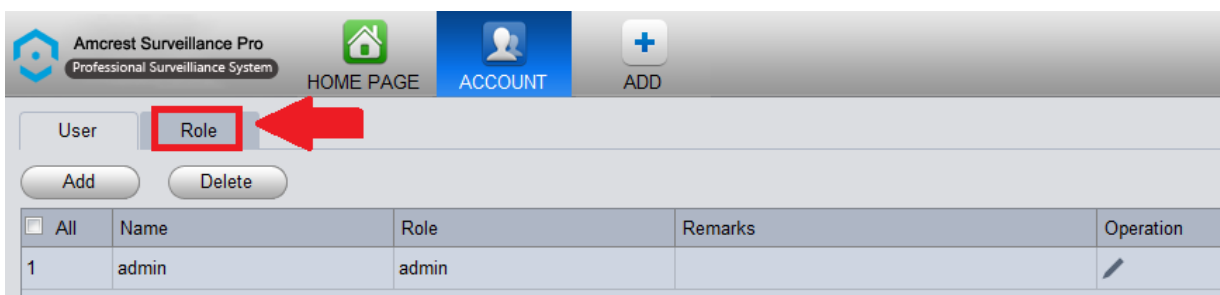 Amcrest Surveillance Pro
Professional Surveilliance System
HOME PAGE
ACCOUNT
ADD
User
Role
Add
Delete
All Name Role Remarks Operation
1 admin admin